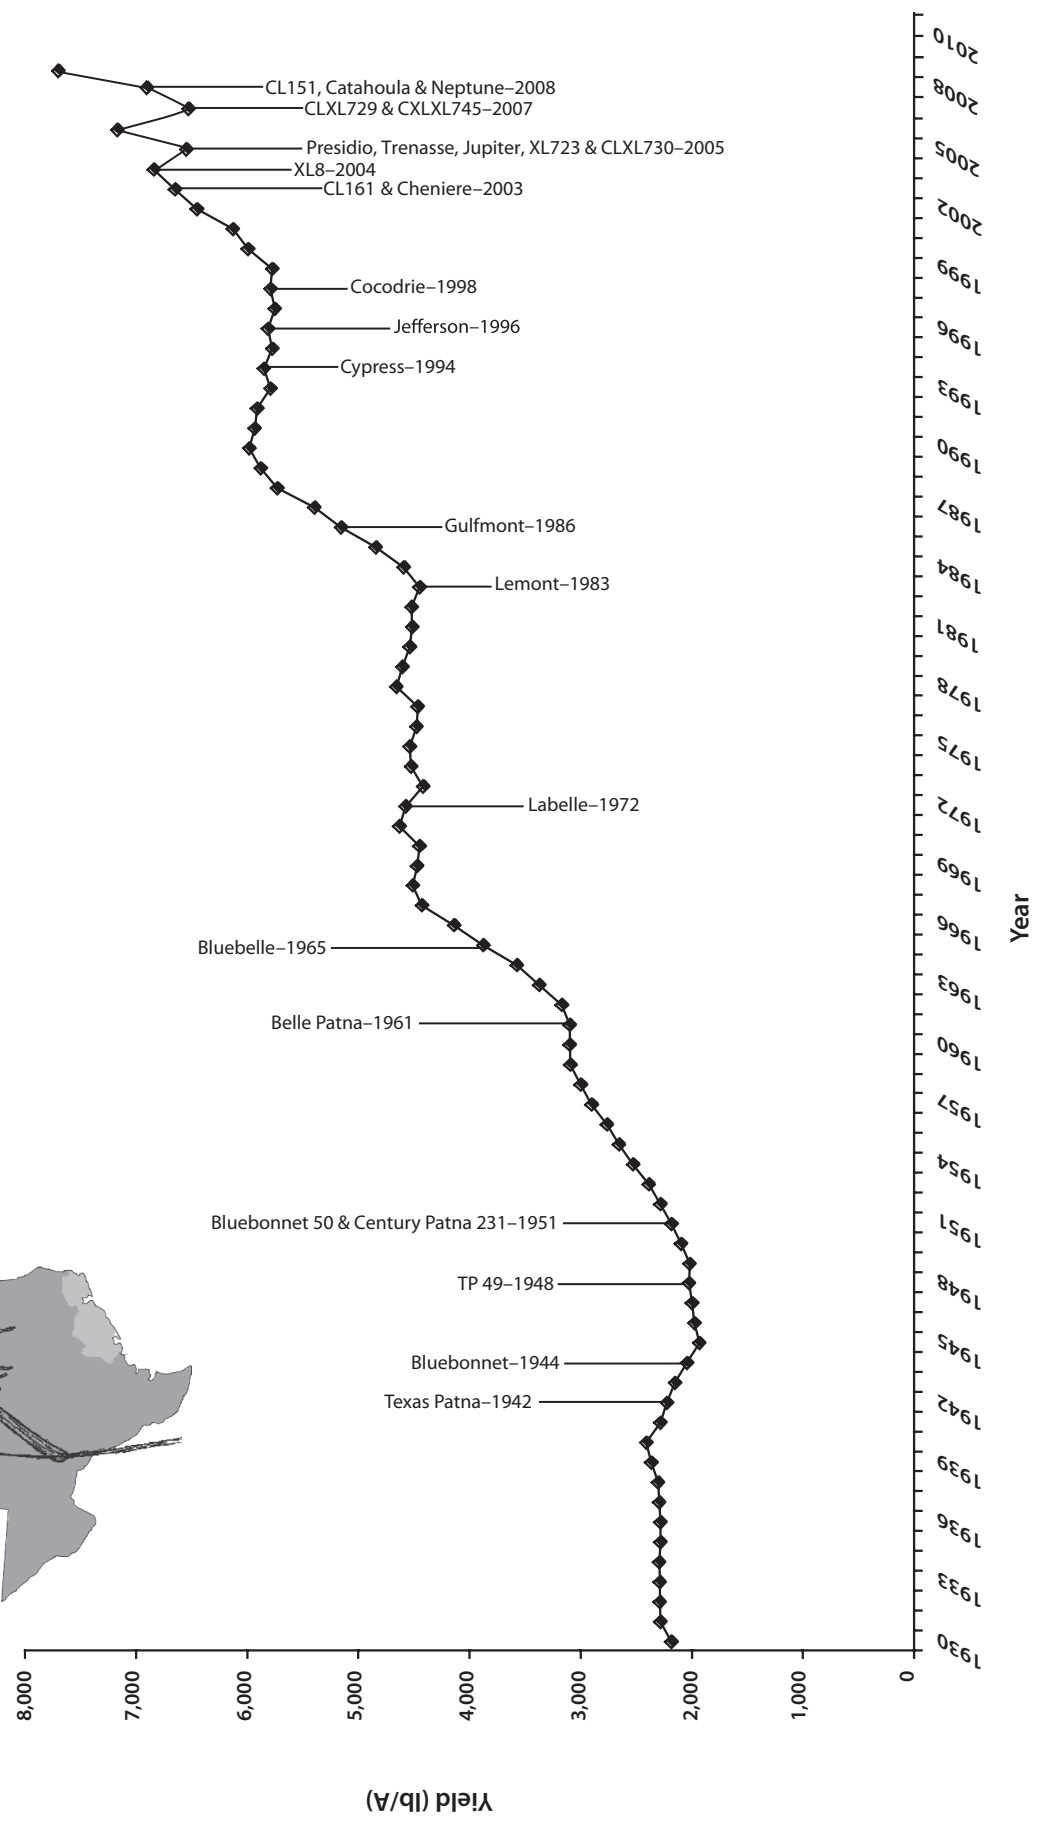 CL151, Catahoula & Neptune–2008
CLXL729 & CXLXL745–2007
Presidio, Trenasse, Jupiter, XL723 & CLXL730–2005
XL8–2004
CL161 & Cheniere–2003
Cocodrie–1998
Jefferson–1996
Cypress–1994
Gulfmont–1986
Lemont–1983
Labelle–1972
Bluebelle–1965
Belle Patna–1961
Bluebonnet 50 & Century Patna 231–1951
TP 49–1948
Bluebonnet–1944
Texas Patna–1942
2010
2008
2005
2002
1999
1996
1993
1990
1987
1984
1981
1978
1975
1972
1969
1966
1963
1960
1957
1954
1951
1948
1945
1942
1939
1936
1933
1930
Year
8,000
7,000
6,000
5,000
4,000
3,000
2,000
1,000
0
Yield (lb/A)